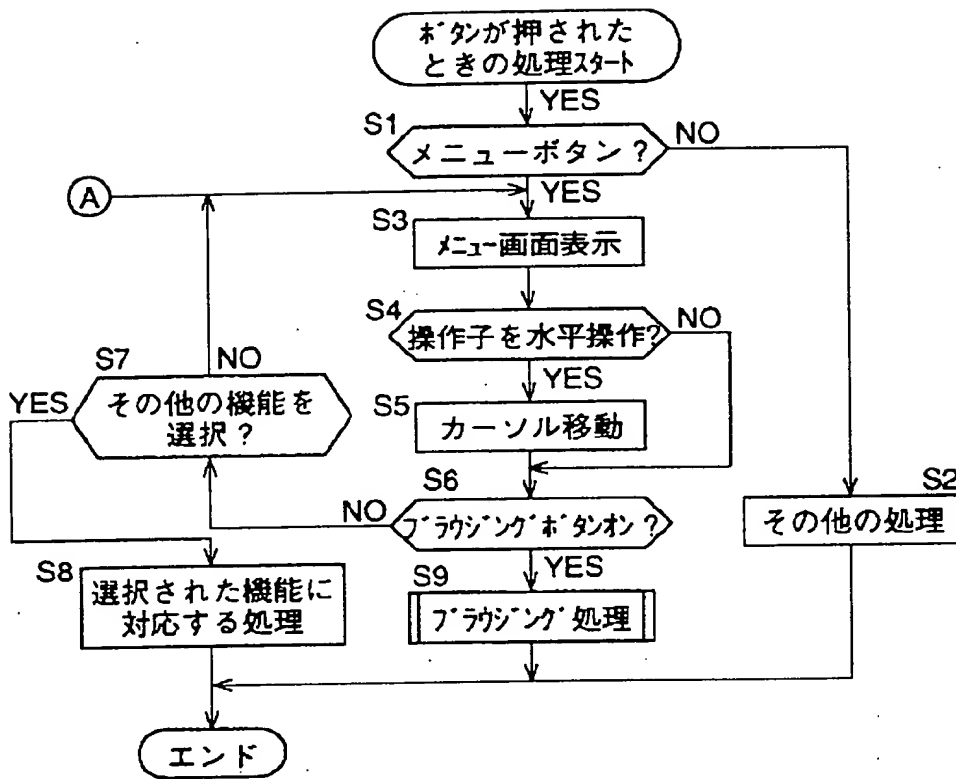 ボタンが押された
ときの処理スタート
YES
S1
メニューボタン？
NO
A
YES
S3
メニュー画面表示
S4
操作子を水平操作?
NO
S7
NO
YES
YES
その他の機能を
選択？
S5
カーソル移動
S6
NO
ブラウジングボタンオン？
S2
その他の処理
YES
S8
選択された機能に
対応する処理
S9
ブラウジング処理
エンド